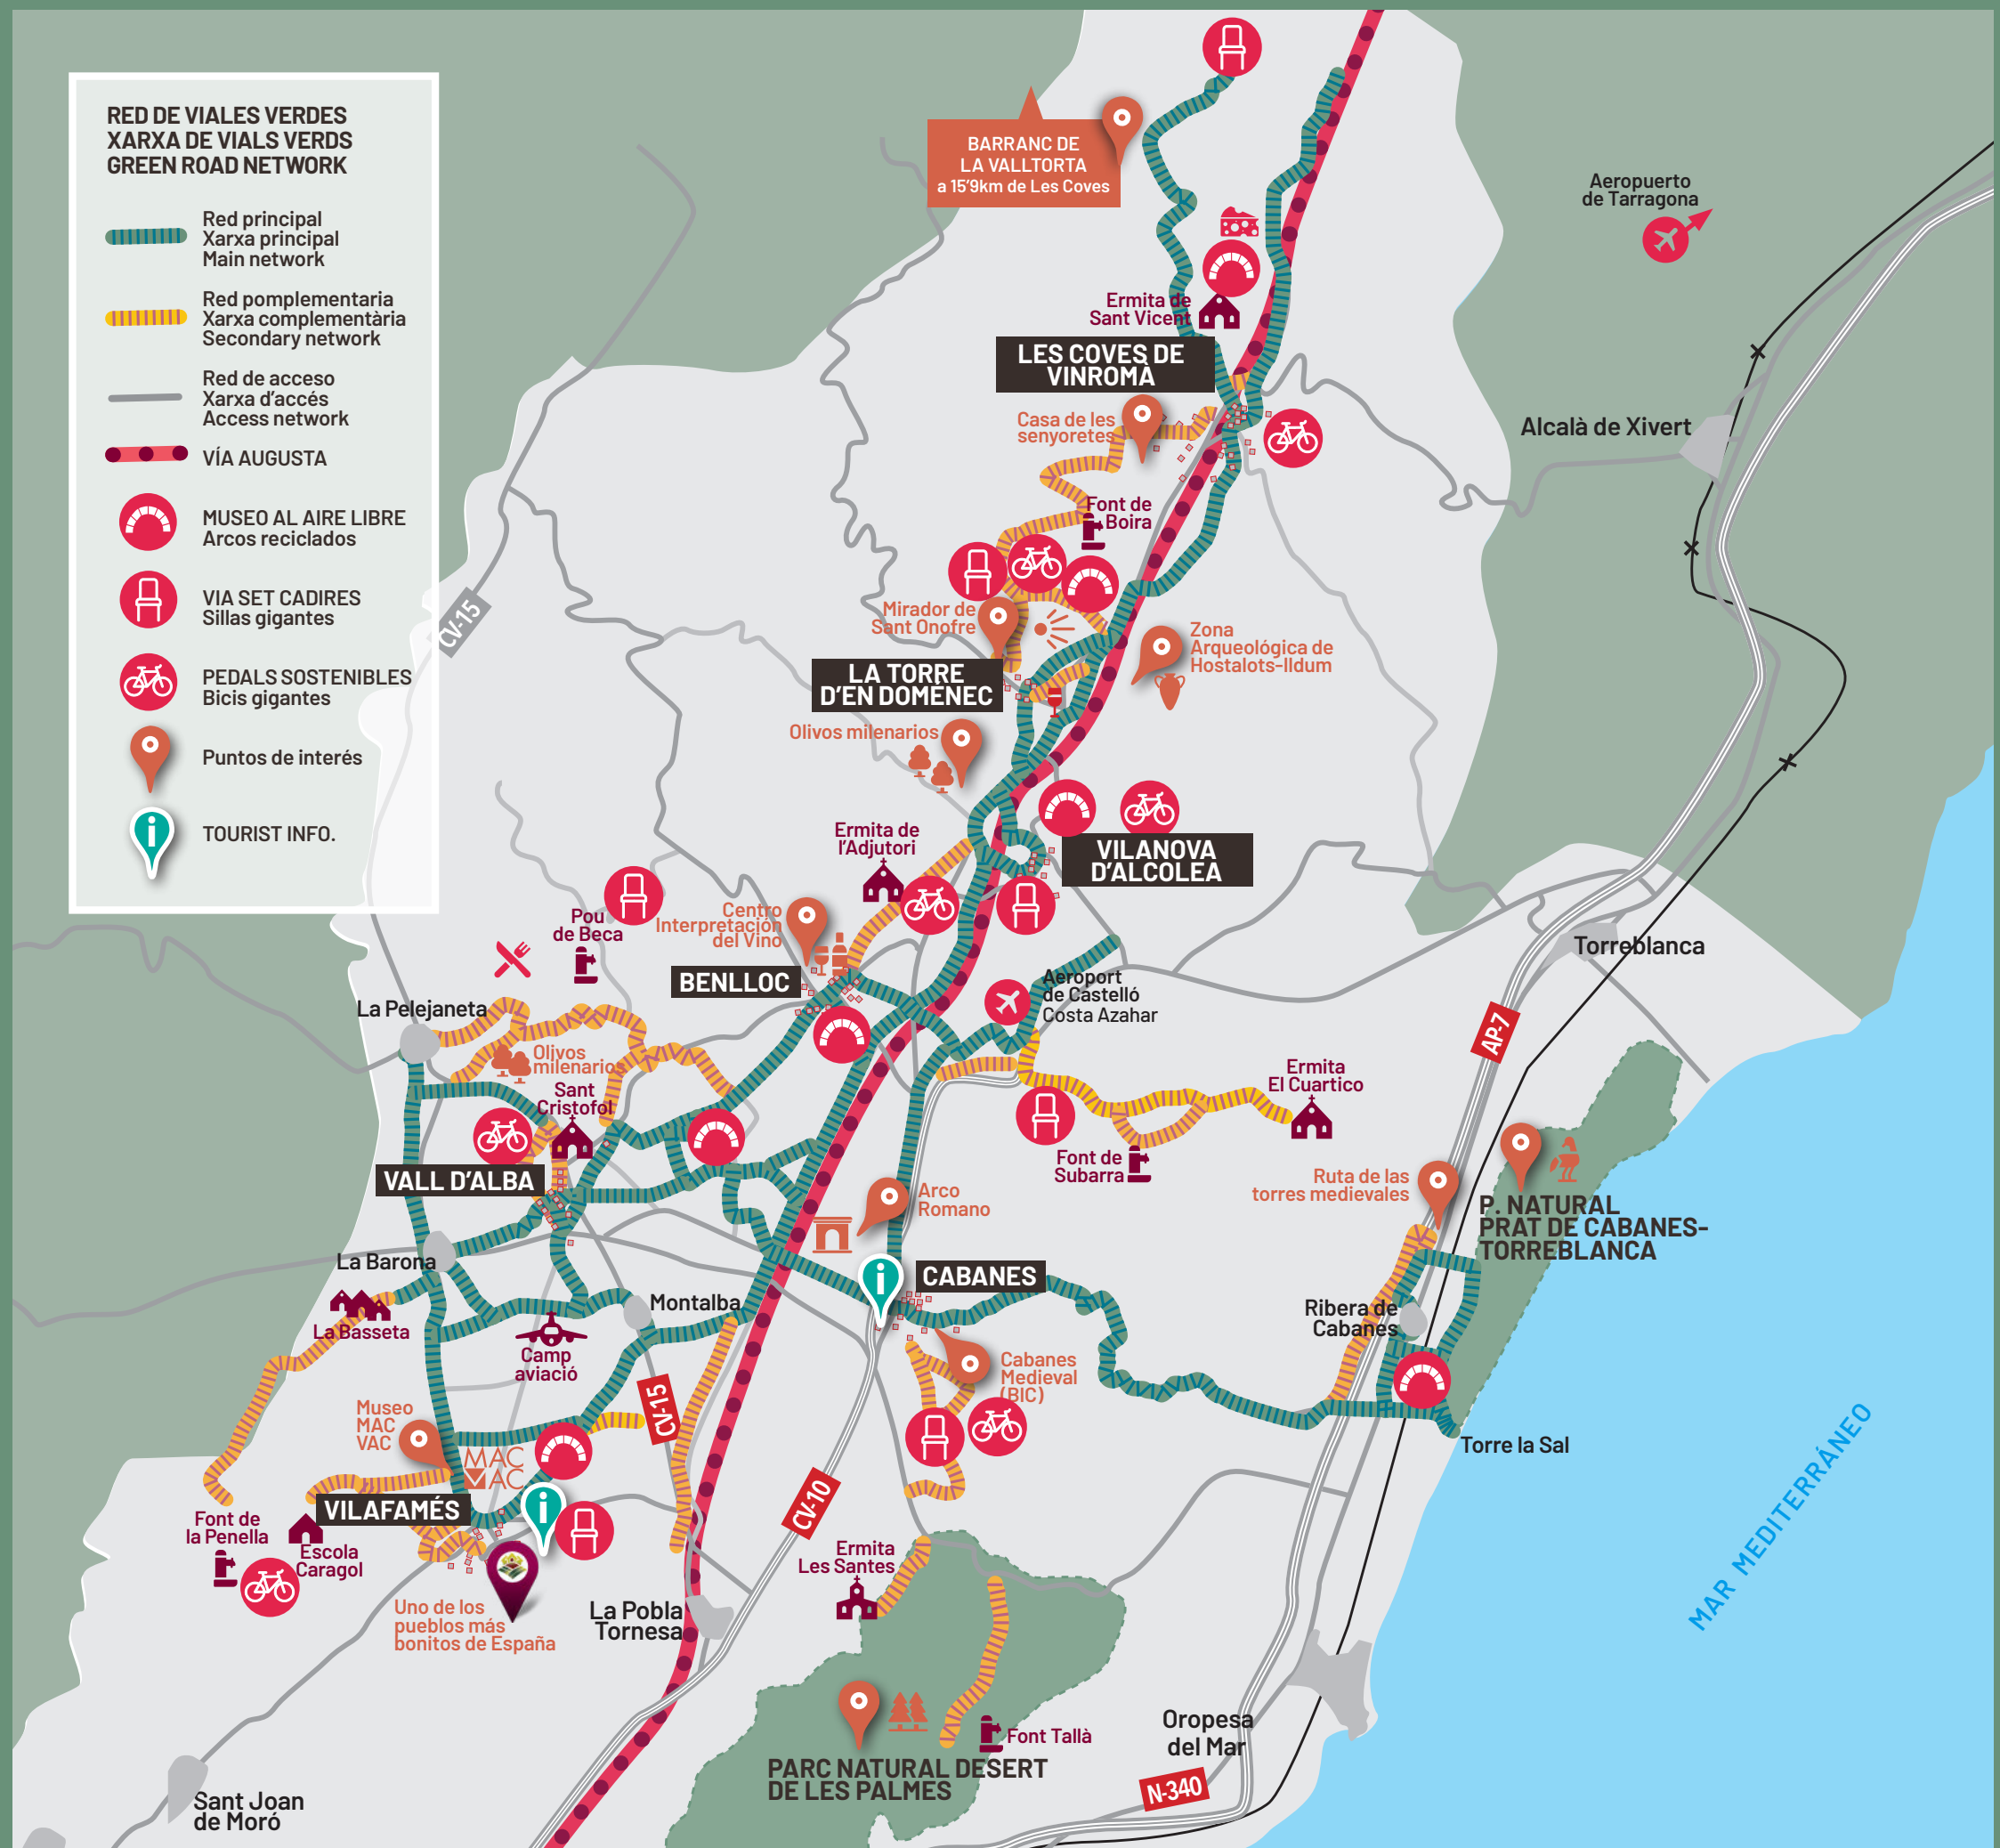 RED DE VIALES VERDES
XARXA DE VIALS VERDS
GREEN ROAD NETWORK
Red principal
Xarxa principal
Main network
Red pomplementaria
Xarxa complementària
Secondary network
Red de acceso
Xarxa d'accés
Access network
VÍA AUGUSTA
MUSEO AL AIRE LIBRE
Arcos reciclados
VIA SET CADIRES
Sillas gigantes
PEDALS SOSTENIBLES
Bicis gigantes
Puntos de interés
i
TOURIST INFO.
BARRANC DE
LA VALLTORTA
a 15'9km de Les Coves
Aeropuerto
de Tarragona
Ermita de
Sant Vicent
LES COVES DE
VINROMÀ
Casa de les
senyoretes
Alcalà de Xivert
Font de
Boira
CV-15
Mirador de
Sant Onofre
Zona
Arqueológica de
Hostalots-Ildum
LA TORRE
D'EN DOMÈNEC
Olivos milenarios
Ermita de
l'Adjutori
VILANOVA
D'ALCOLEA
Pou
de Beca
Centro
Interpretación
del Vino
Torreblanca
BENLLOC
Aeroport
de Castelló
Costa Azahar
La Pelejaneta
AP-7
Olivos
milenarios
Ermita
El Cuartico
Sant
Cristofol
Font de
Subarra
VALL D'ALBA
Ruta de las
torres medievales
Arco
Romano
P. NATURAL
PRAT DE CABANES-
TORREBLANCA
La Barona
i
CABANES
La Basseta
Montalba
Ribera de
Cabanes
Camp
aviació
Cabanes
Medieval
(BIC)
CV-15
Museo
MAC
VAC
MAC
VAC
Torre la Sal
MAR MEDITERRÁNEO
CV-10
VILAFAMÉS
i
Font de
la Penella
Escola
Caragol
Ermita
Les Santes
Uno de los
pueblos más
bonitos de España
La Pobla
Tornesa
Oropesa
del Mar
Font Tallà
PARC NATURAL DESERT
DE LES PALMES
N-340
Sant Joan
de Moró